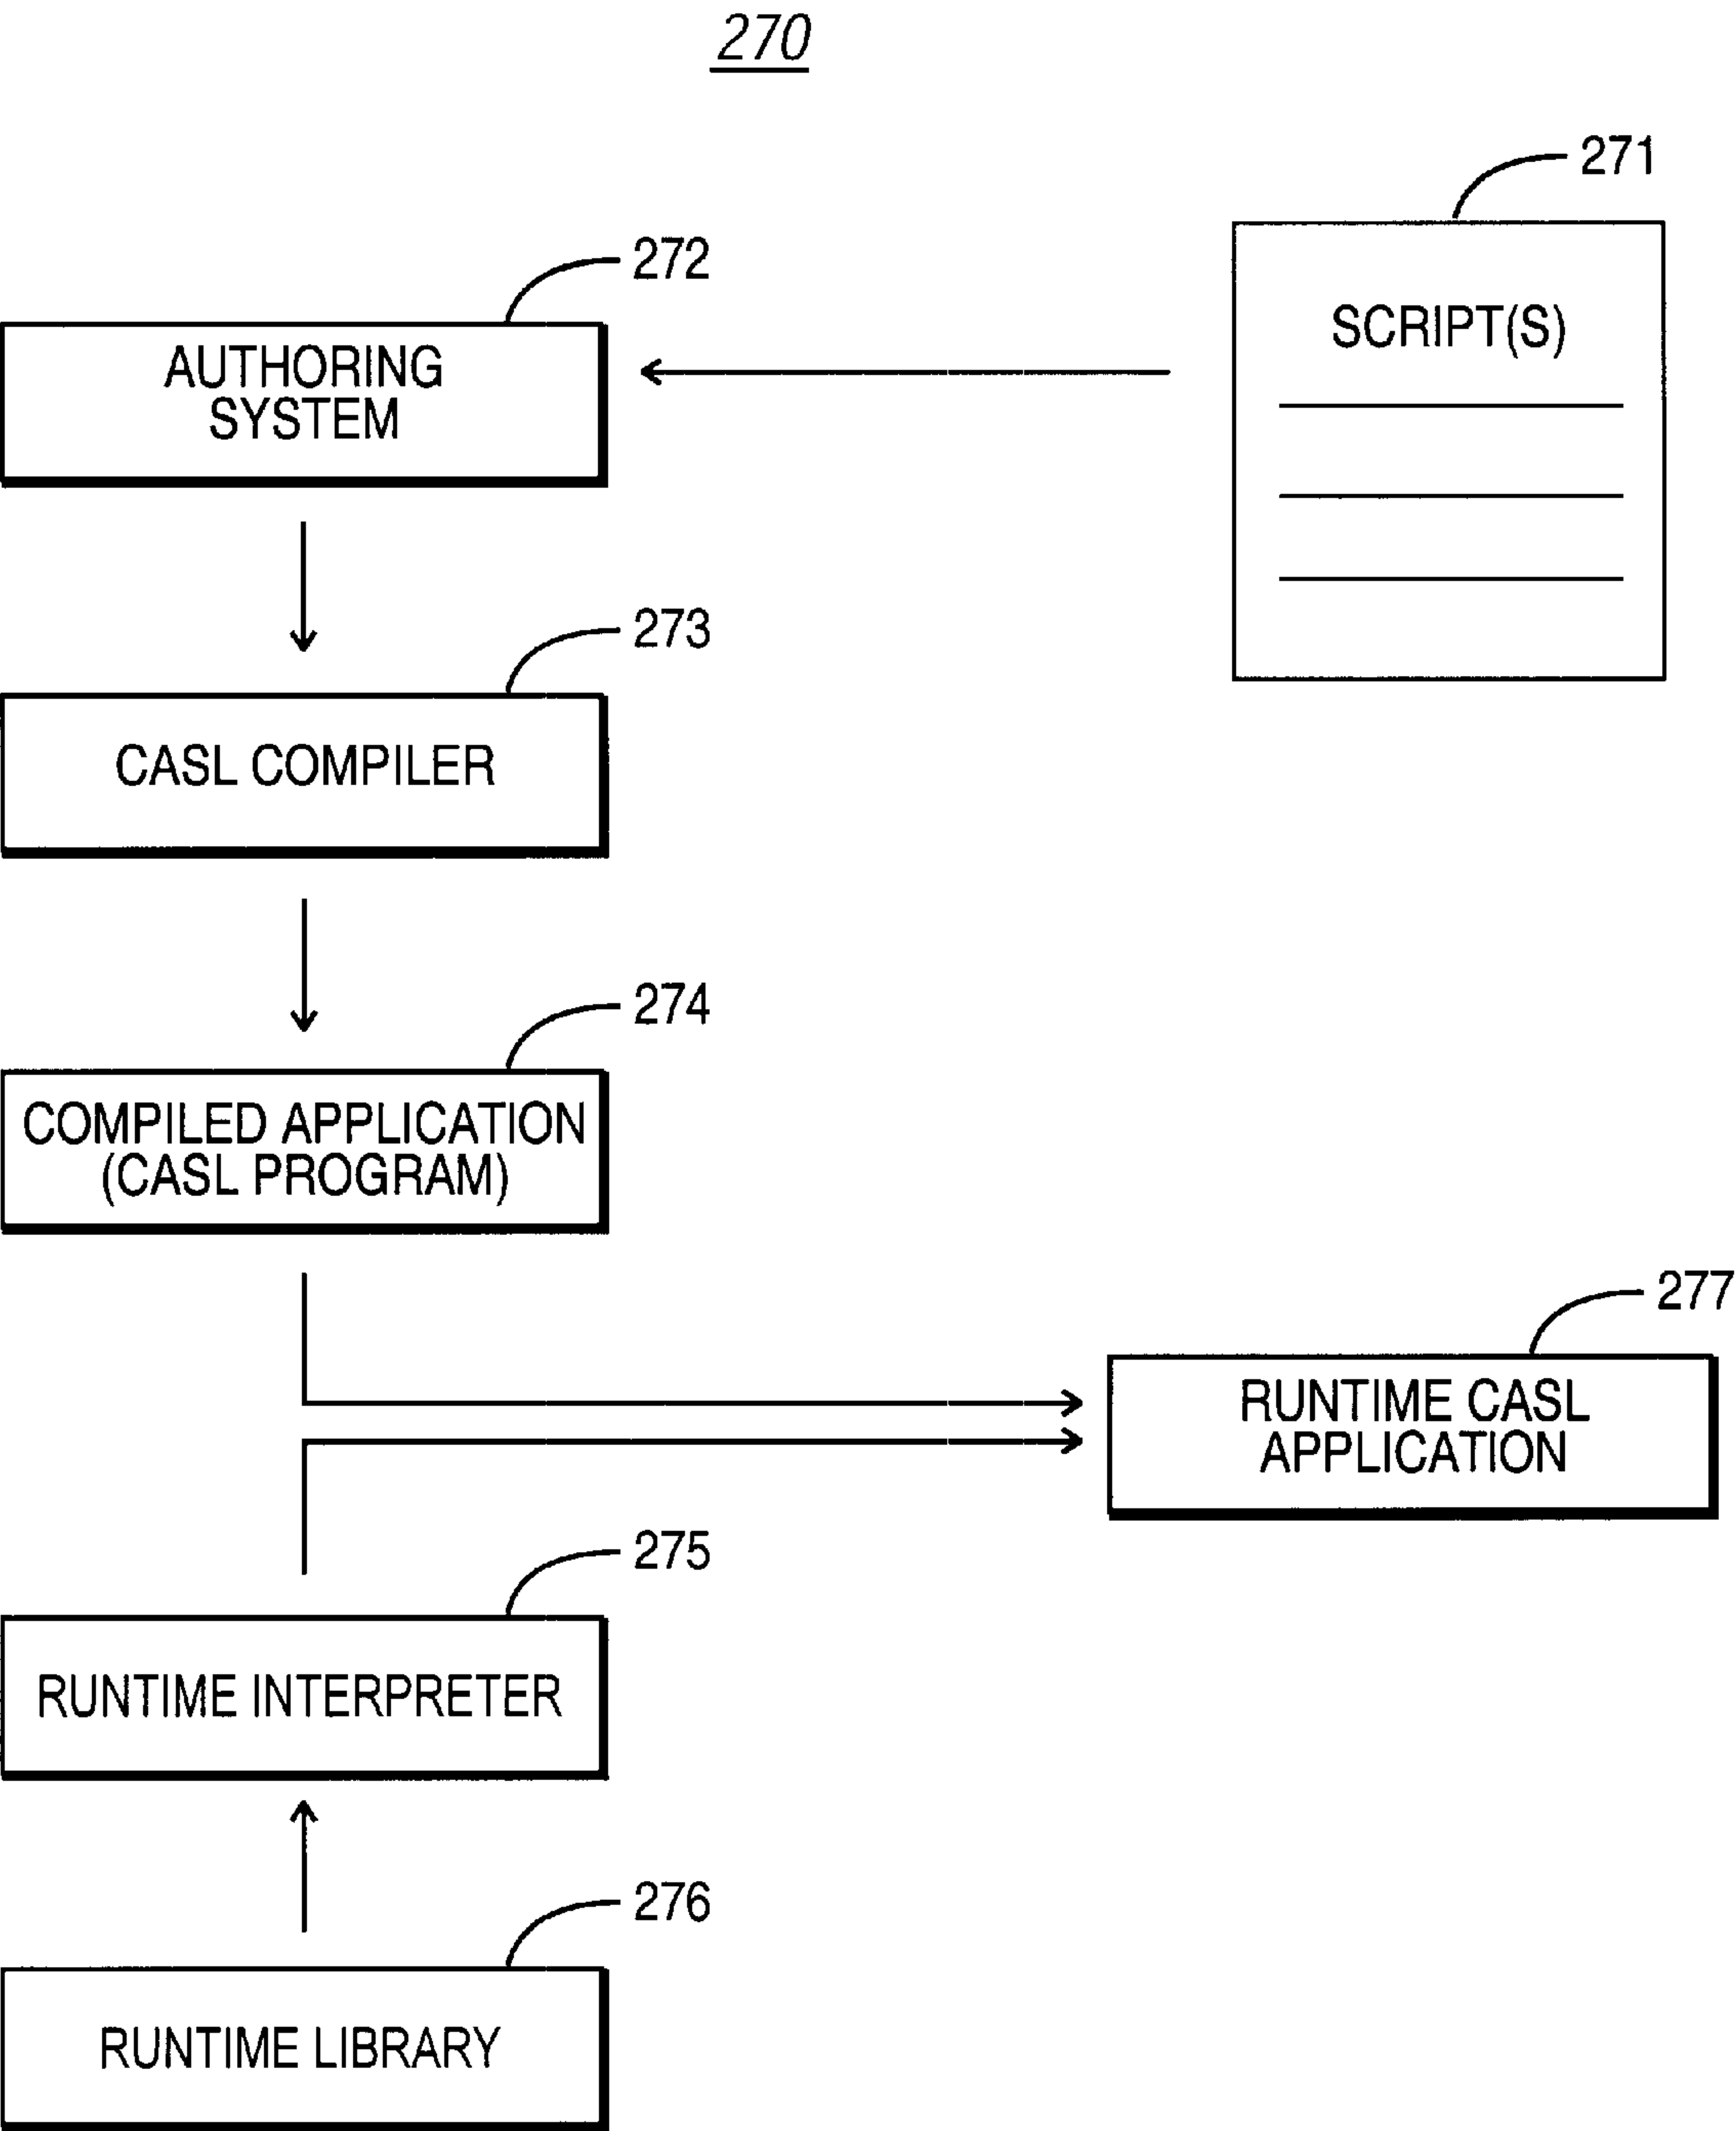 270
271
SCRIPT(S)
272
AUTHORING
SYSTEM
273
CASL COMPILER
274
COMPILED APPLICATION
(CASL PROGRAM)
277
RUNTIME CASL
APPLICATION
275
RUNTIME INTERPRETER
276
RUNTIME LIBRARY